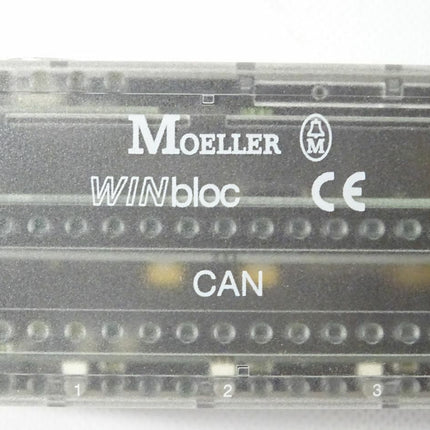 MOELLER M
WINbloc CE
CAN
1 2 3